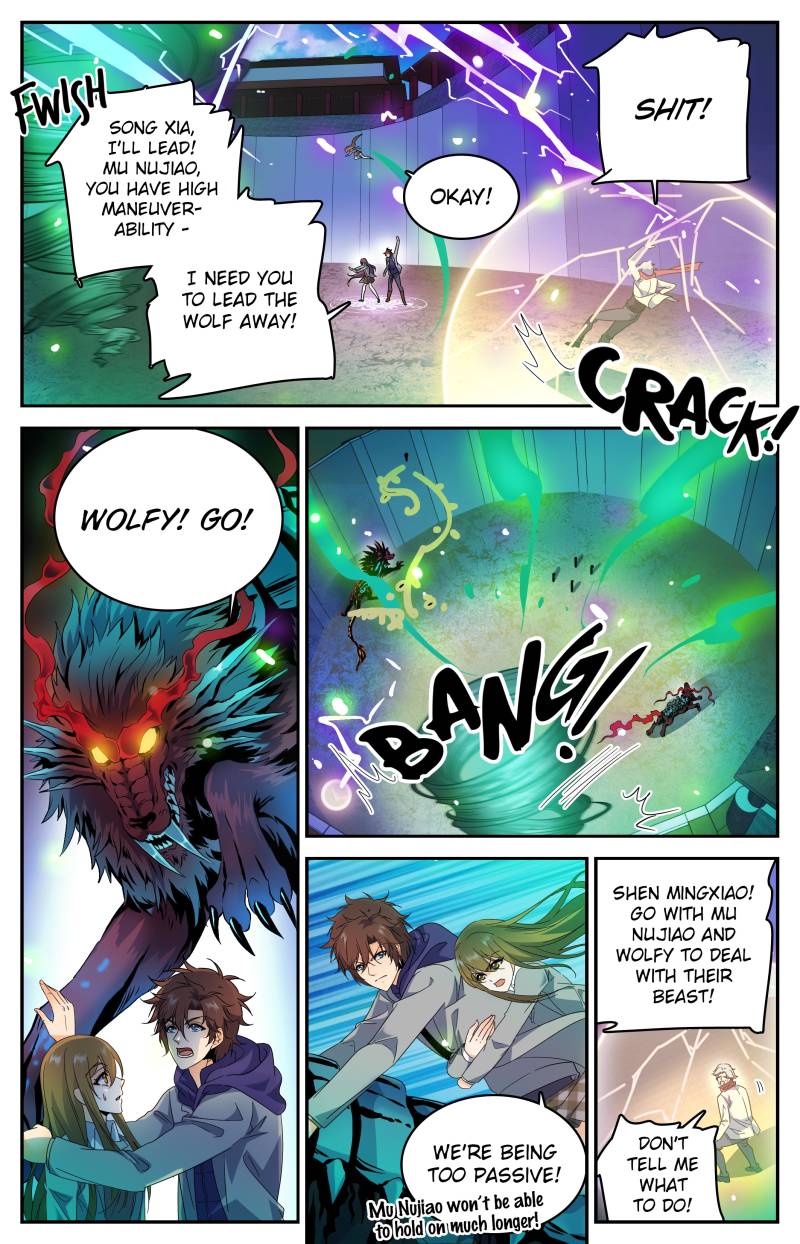 FWISH
SONG XIA,
I'LL LEAD!
MU NUJIAO,
YOU HAVE HIGH
MANEUVER-
ABILITY -
I NEED YOU
TO LEAD THE
WOLF AWAY!
OKAY!
SHIT!
CRACK!
WOLFY! GO!
BANG!
WE'RE BEING
TOO PASSIVE!
Mu Nujiao won't be able
to hold on much longer!
SHEN MINGXIAO!
GO WITH MU
NUJIAO AND
WOLFY TO DEAL
WITH THEIR
BEAST!
DON'T
TELL ME
WHAT
TO DO!